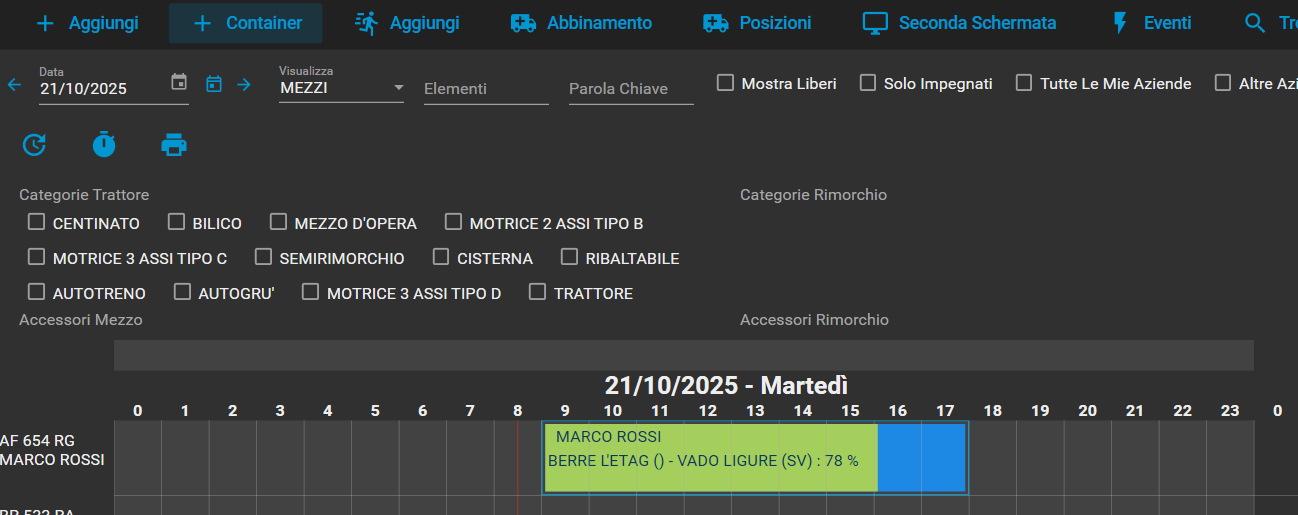 Aggiungi Container Aggiungi Abbinamento Posizioni Seconda Schermata Eventi
Data
21/10/2025
Visualizza
MEZZI
Elementi
Parola Chiave
Mostra Liberi Solo Impegnati Tutte Le Mie Aziende Altre
Categorie Trattore
CENTINATO BILICO MEZZO D'OPERA MOTRICE 2 ASSI TIPO B
MOTRICE 3 ASSI TIPO C SEMIRIMORCHIO CISTERNA RIBALTABILE
AUTOTRENO AUTOGRU' MOTRICE 3 ASSI TIPO D TRATTORE
Accessori Mezzo
Categorie Rimorchio
Accessori Rimorchio
21/10/2025 - Martedì
0 1 2 3 4 5 6 7 8 9 10 11 12 13 14 15 16 17 18 19 20 21 22 23 0
AF 654 RG
MARCO ROSSI
MARCO ROSSI
BERRE L'ETAG () - VADO LIGURE (SV) : 78 %